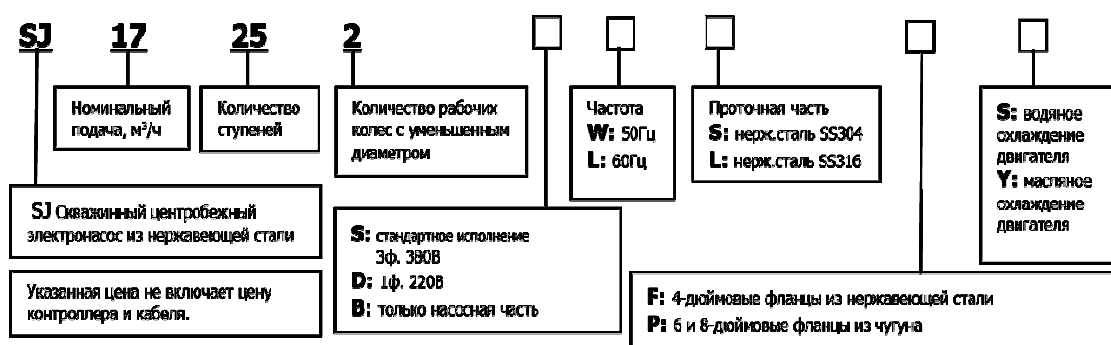 SJ 17 25 2
Номинальный
подача, м³/ч
Количество
ступеней
Количество рабочих
колес с уменьшенным
диаметром
Частота
W: 50Гц
L: 60Гц
Проточная часть
S: нерж.сталь SS304
L: нерж.сталь SS316
S: водяное
охлаждение
двигателя
Y: масляное
охлаждение
двигателя
SJ Скважинный центробежный
электронасос из нержавеющей стали
S: стандартное исполнение
3ф. 380В
D: 1ф. 220В
B: только насосная часть
Указанная цена не включает цену
контроллера и кабеля.
F: 4-дюймовые фланцы из нержавеющей стали
P: 6 и 8-дюймовые фланцы из чугуна